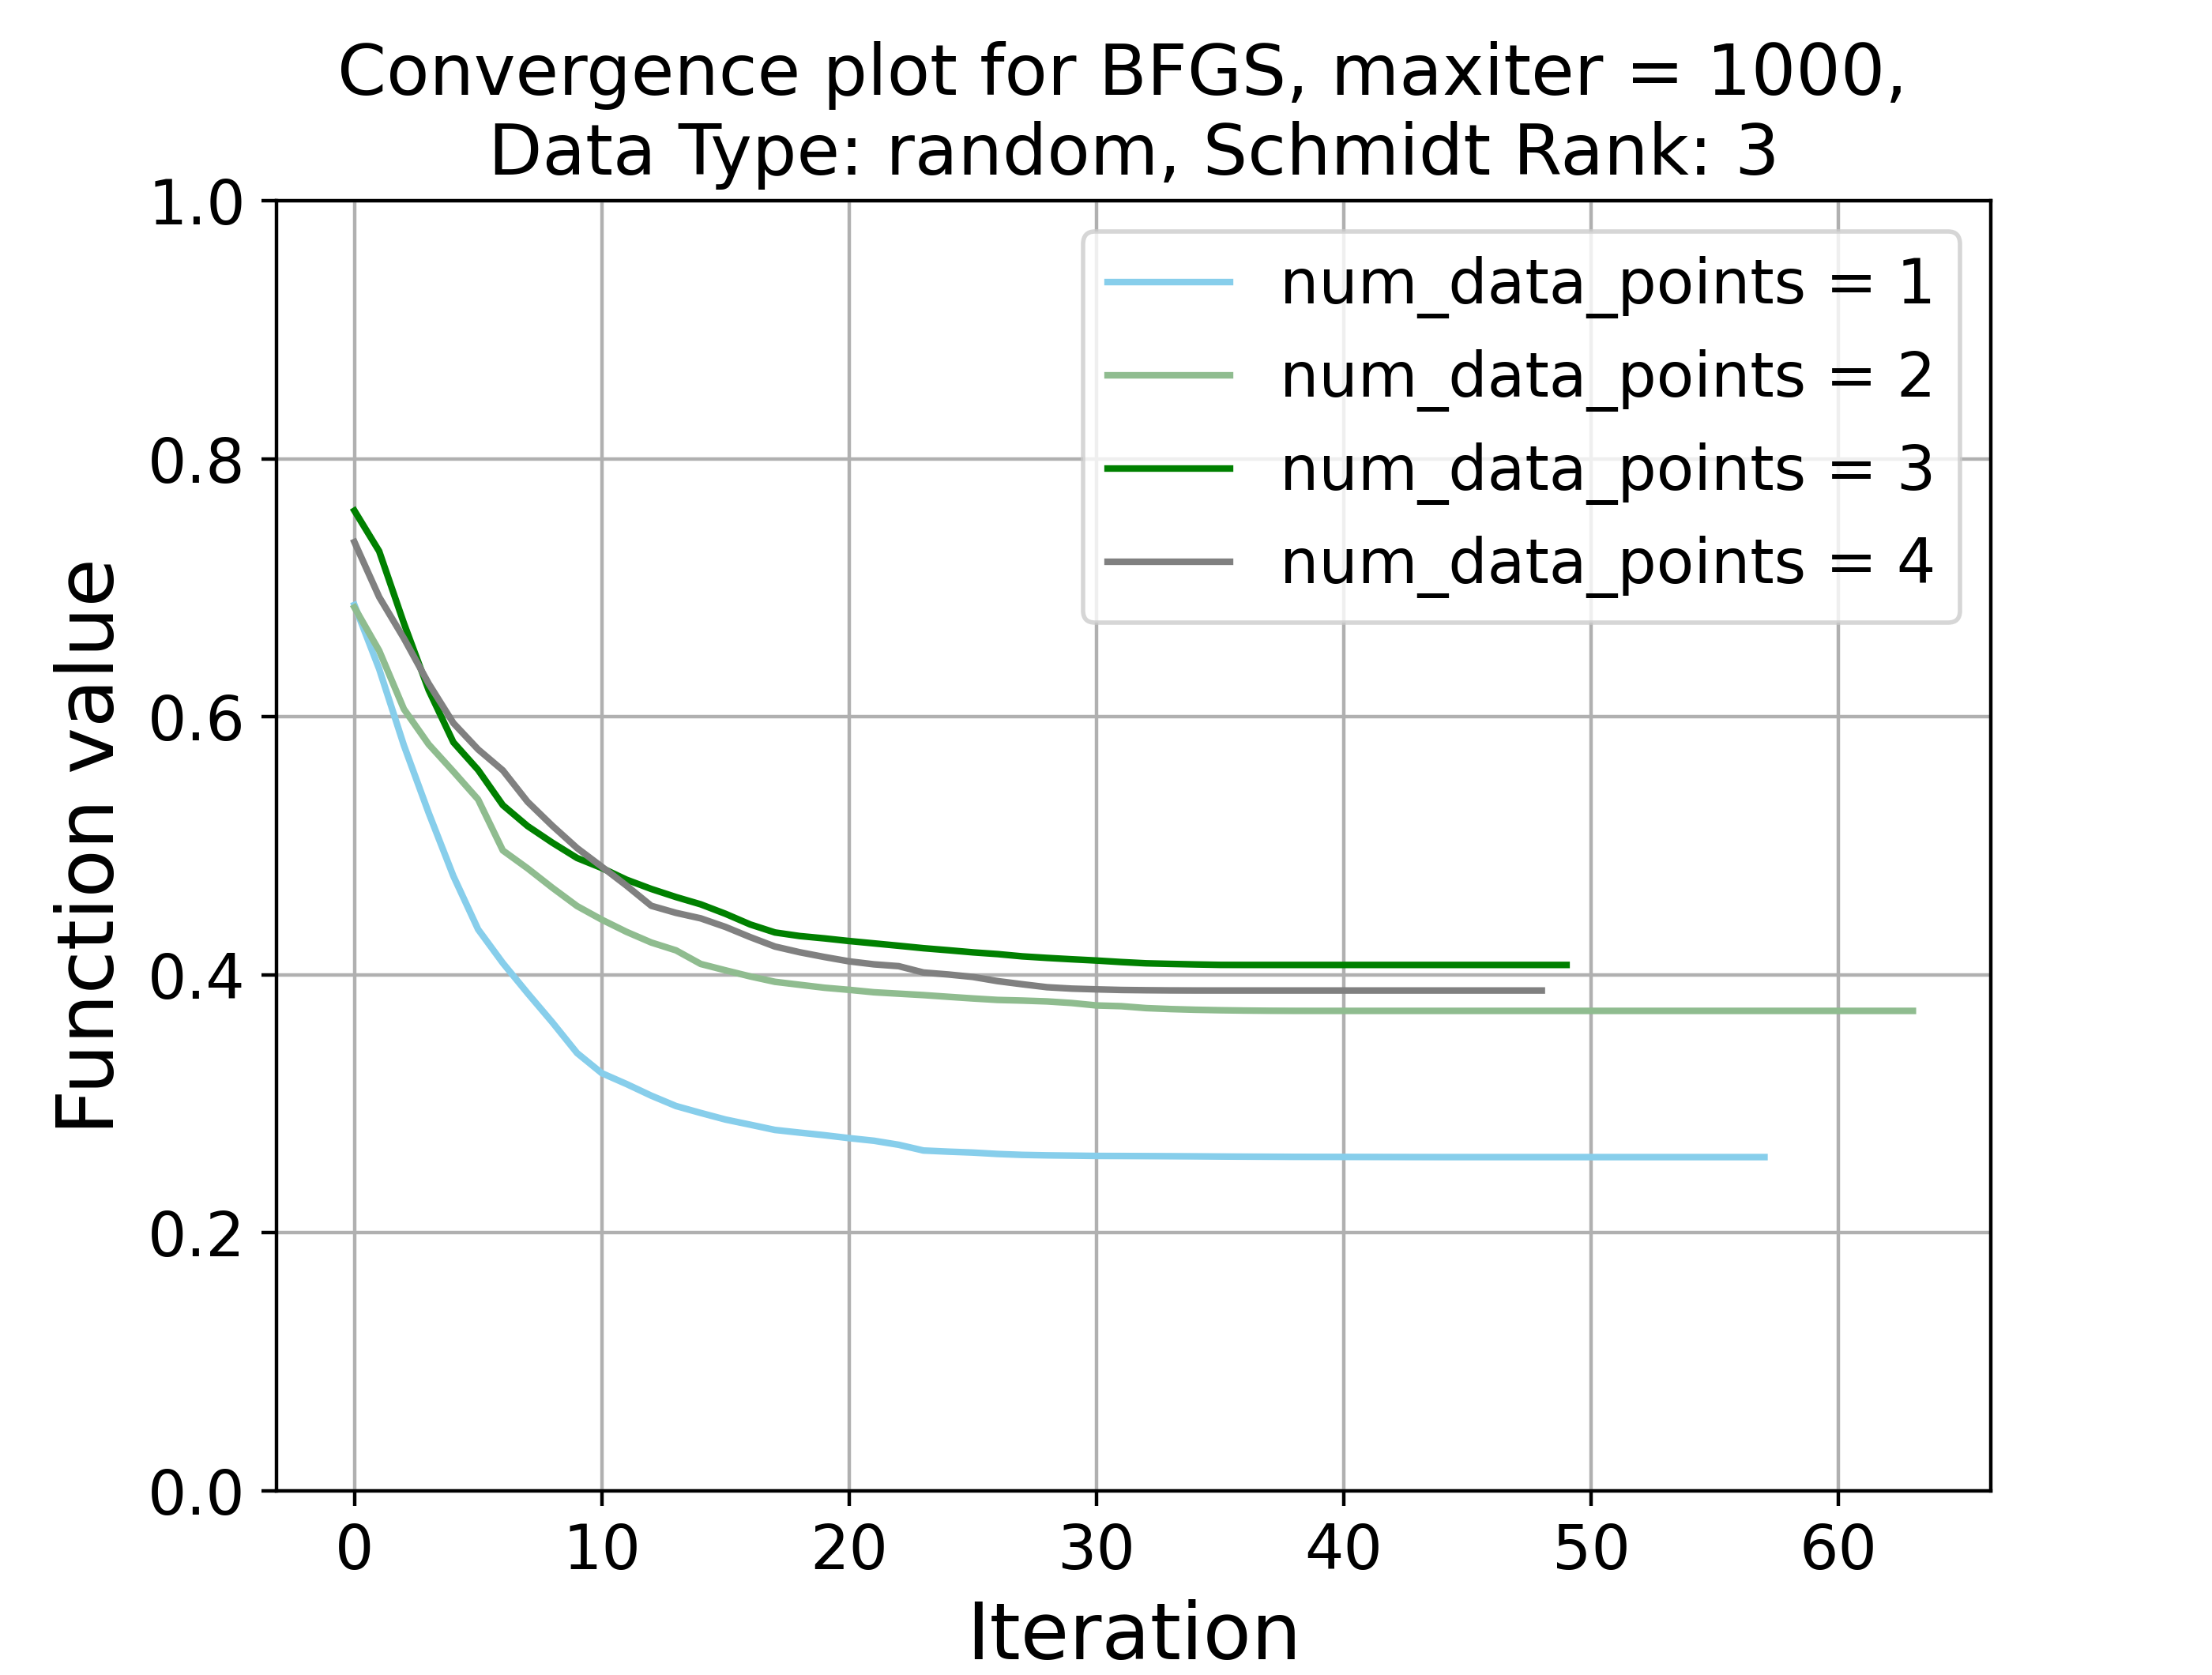 Convergence plot for BFGS, maxiter = 1000,
Data Type: random, Schmidt Rank: 3
Function value
1.0
0.8
0.6
0.4
0.2
0.0
num_data_points = 1
num_data_points = 2
num_data_points = 3
num_data_points = 4
0 10 20 30 40 50 60
Iteration